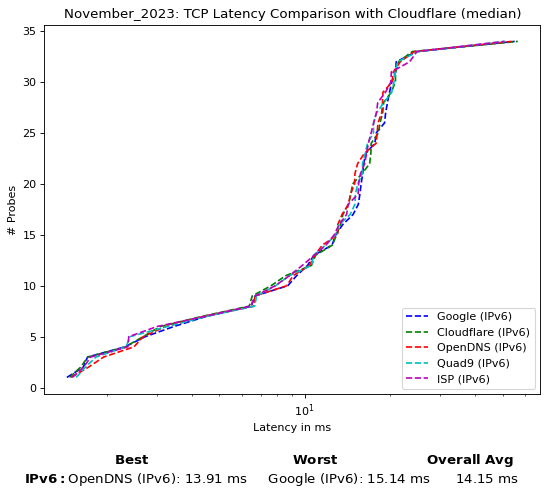 November_2023: TCP Latency Comparison with Cloudflare (median)
# Probes
35
30
25
20
15
10
5
0
10¹
Latency in ms
Google (IPv6)
Cloudflare (IPv6)
OpenDNS (IPv6)
Quad9 (IPv6)
ISP (IPv6)
Best Worst Overall Avg
IPv6: OpenDNS (IPv6): 13.91 ms Google (IPv6): 15.14 ms 14.15 ms